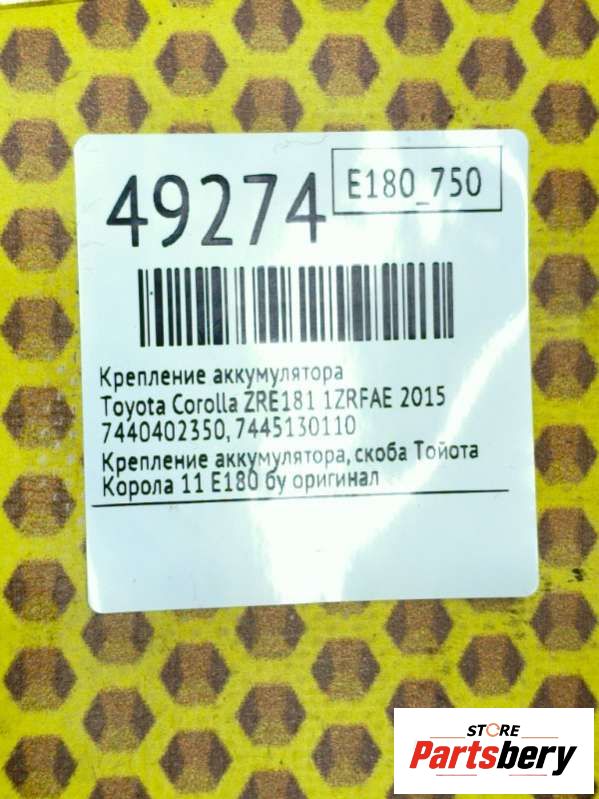 49274
E180_750
Крепление аккумулятора
Toyota Corolla ZRE181 1ZRFAE 2015
7440402350, 7445130110
Крепление аккумулятора, скоба Тойота
Корола 11 E180 бу оригинал
STORE
Partsbery